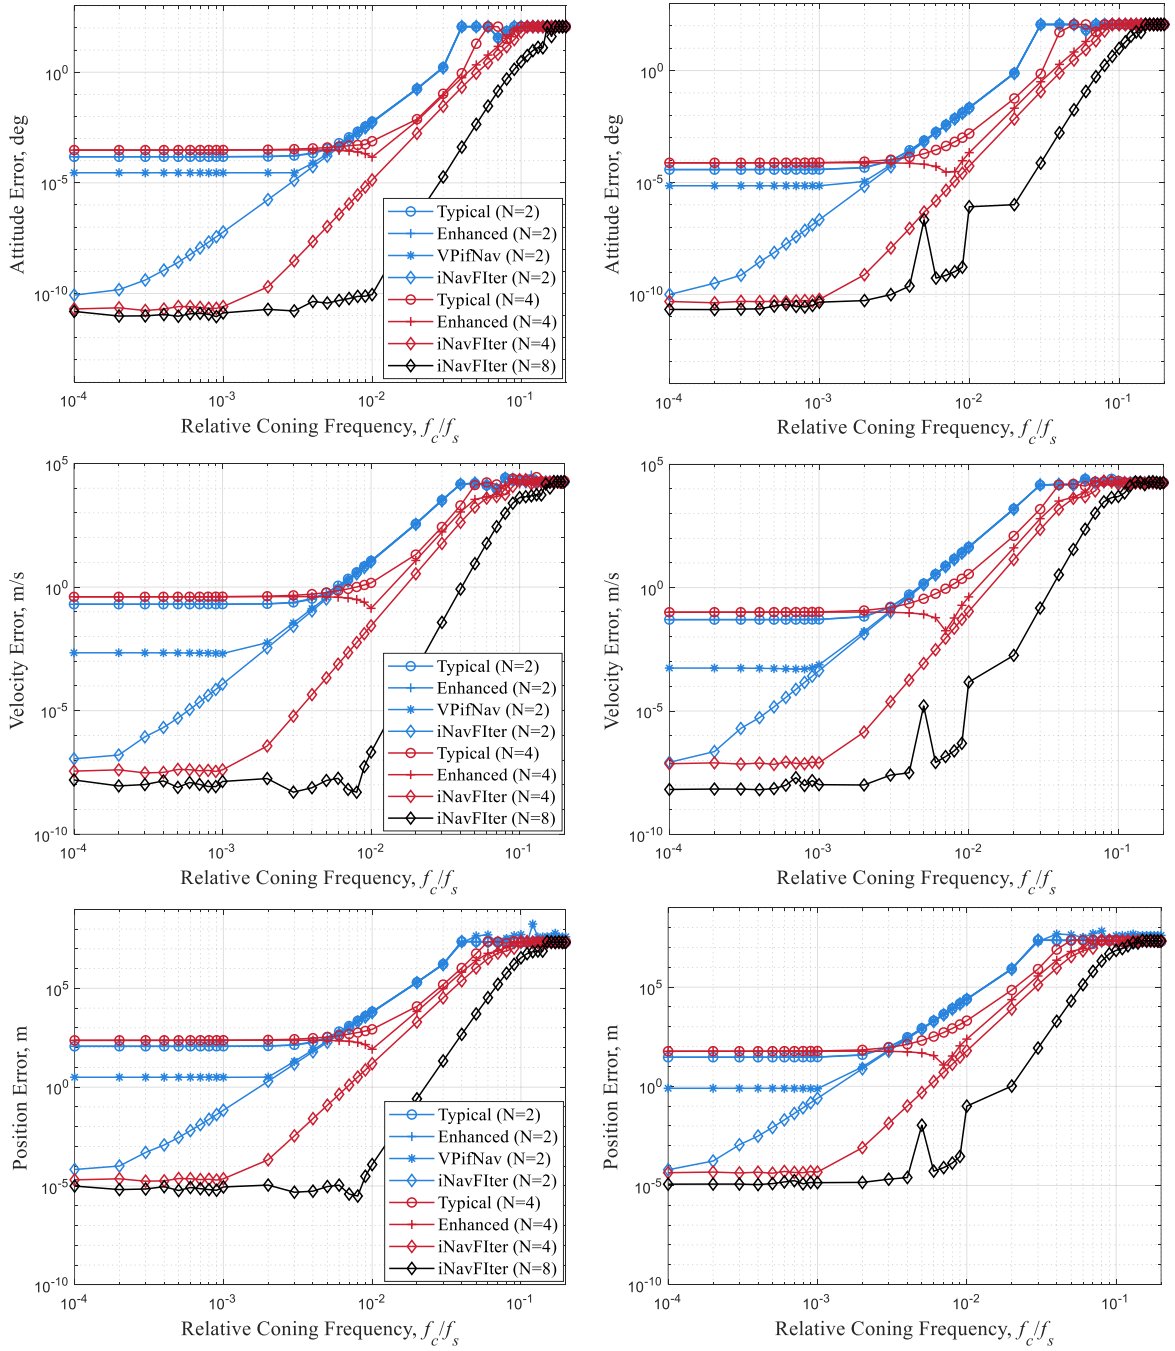 Attitude Error, deg
10^0
10^-5
10^-10
Typical (N=2)
Enhanced (N=2)
VPifNav (N=2)
iNavFIter (N=2)
Typical (N=4)
Enhanced (N=4)
iNavFIter (N=4)
iNavFIter (N=8)
10^-4
10^-3
10^-2
10^-1
Relative Coning Frequency, f_c/f_s
Attitude Error, deg
10^0
10^-5
10^-10
10^-4
10^-3
10^-2
10^-1
Relative Coning Frequency, f_c/f_s
Velocity Error, m/s
10^5
10^0
10^-5
10^-10
Typical (N=2)
Enhanced (N=2)
VPifNav (N=2)
iNavFIter (N=2)
Typical (N=4)
Enhanced (N=4)
iNavFIter (N=4)
iNavFIter (N=8)
10^-4
10^-3
10^-2
10^-1
Relative Coning Frequency, f_c/f_s
Velocity Error, m/s
10^5
10^0
10^-5
10^-10
10^-4
10^-3
10^-2
10^-1
Relative Coning Frequency, f_c/f_s
Position Error, m
10^5
10^0
10^-5
10^-10
Typical (N=2)
Enhanced (N=2)
VPifNav (N=2)
iNavFIter (N=2)
Typical (N=4)
Enhanced (N=4)
iNavFIter (N=4)
iNavFIter (N=8)
10^-4
10^-3
10^-2
10^-1
Relative Coning Frequency, f_c/f_s
Position Error, m
10^5
10^0
10^-5
10^-10
10^-4
10^-3
10^-2
10^-1
Relative Coning Frequency, f_c/f_s